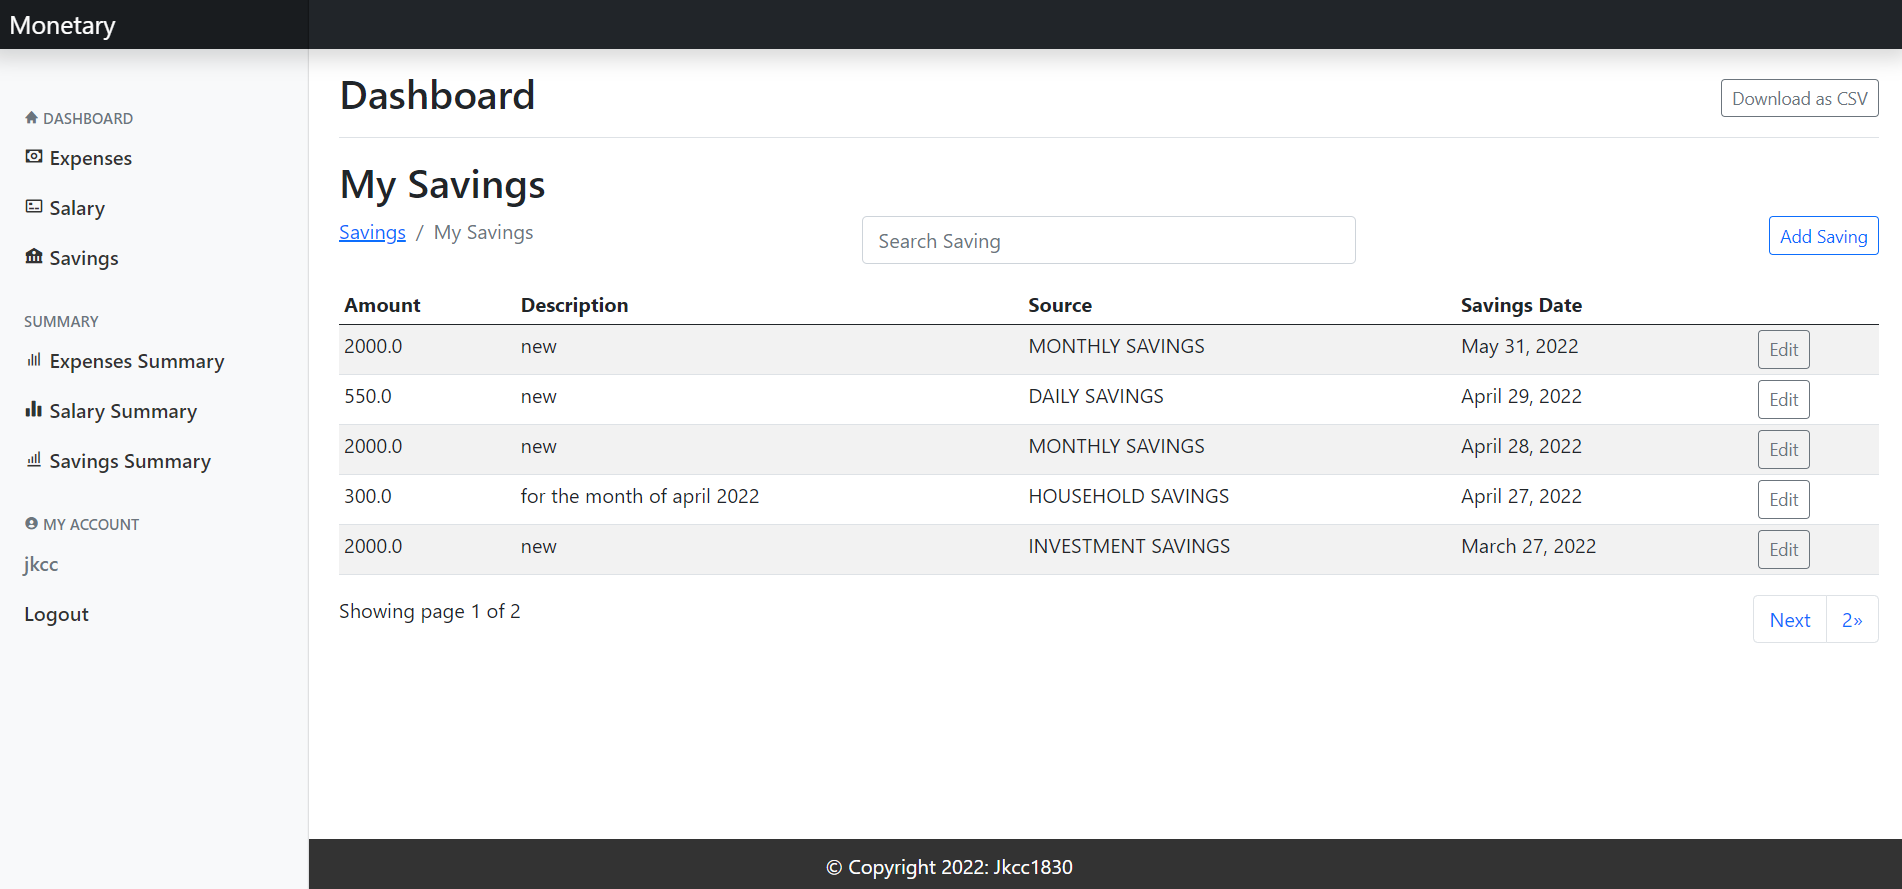 Monetary
DASHBOARD
Expenses
Salary
Savings
SUMMARY
Expenses Summary
Salary Summary
Savings Summary
MY ACCOUNT
jkcc
Logout
Dashboard
Download as CSV
My Savings
Savings / My Savings
Search Saving
Add Saving
Amount Description Source Savings Date
2000.0 new MONTHLY SAVINGS May 31, 2022 Edit
550.0 new DAILY SAVINGS April 29, 2022 Edit
2000.0 new MONTHLY SAVINGS April 28, 2022 Edit
300.0 for the month of april 2022 HOUSEHOLD SAVINGS April 27, 2022 Edit
2000.0 new INVESTMENT SAVINGS March 27, 2022 Edit
Showing page 1 of 2
Next 2»
© Copyright 2022: Jkcc1830